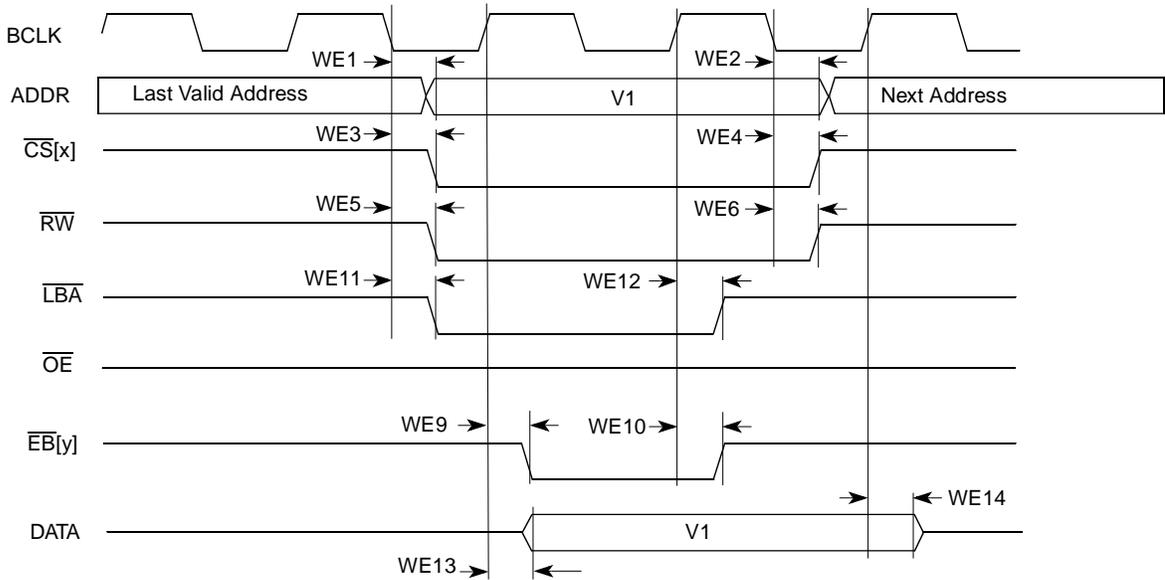 BCLK
WE1
WE2
ADDR
Last Valid Address
V1
Next Address
WE3
WE4
CS[x]
WE5
WE6
RW
WE11
WE12
LBA
OE
WE9
WE10
EB[y]
WE14
DATA
V1
WE13